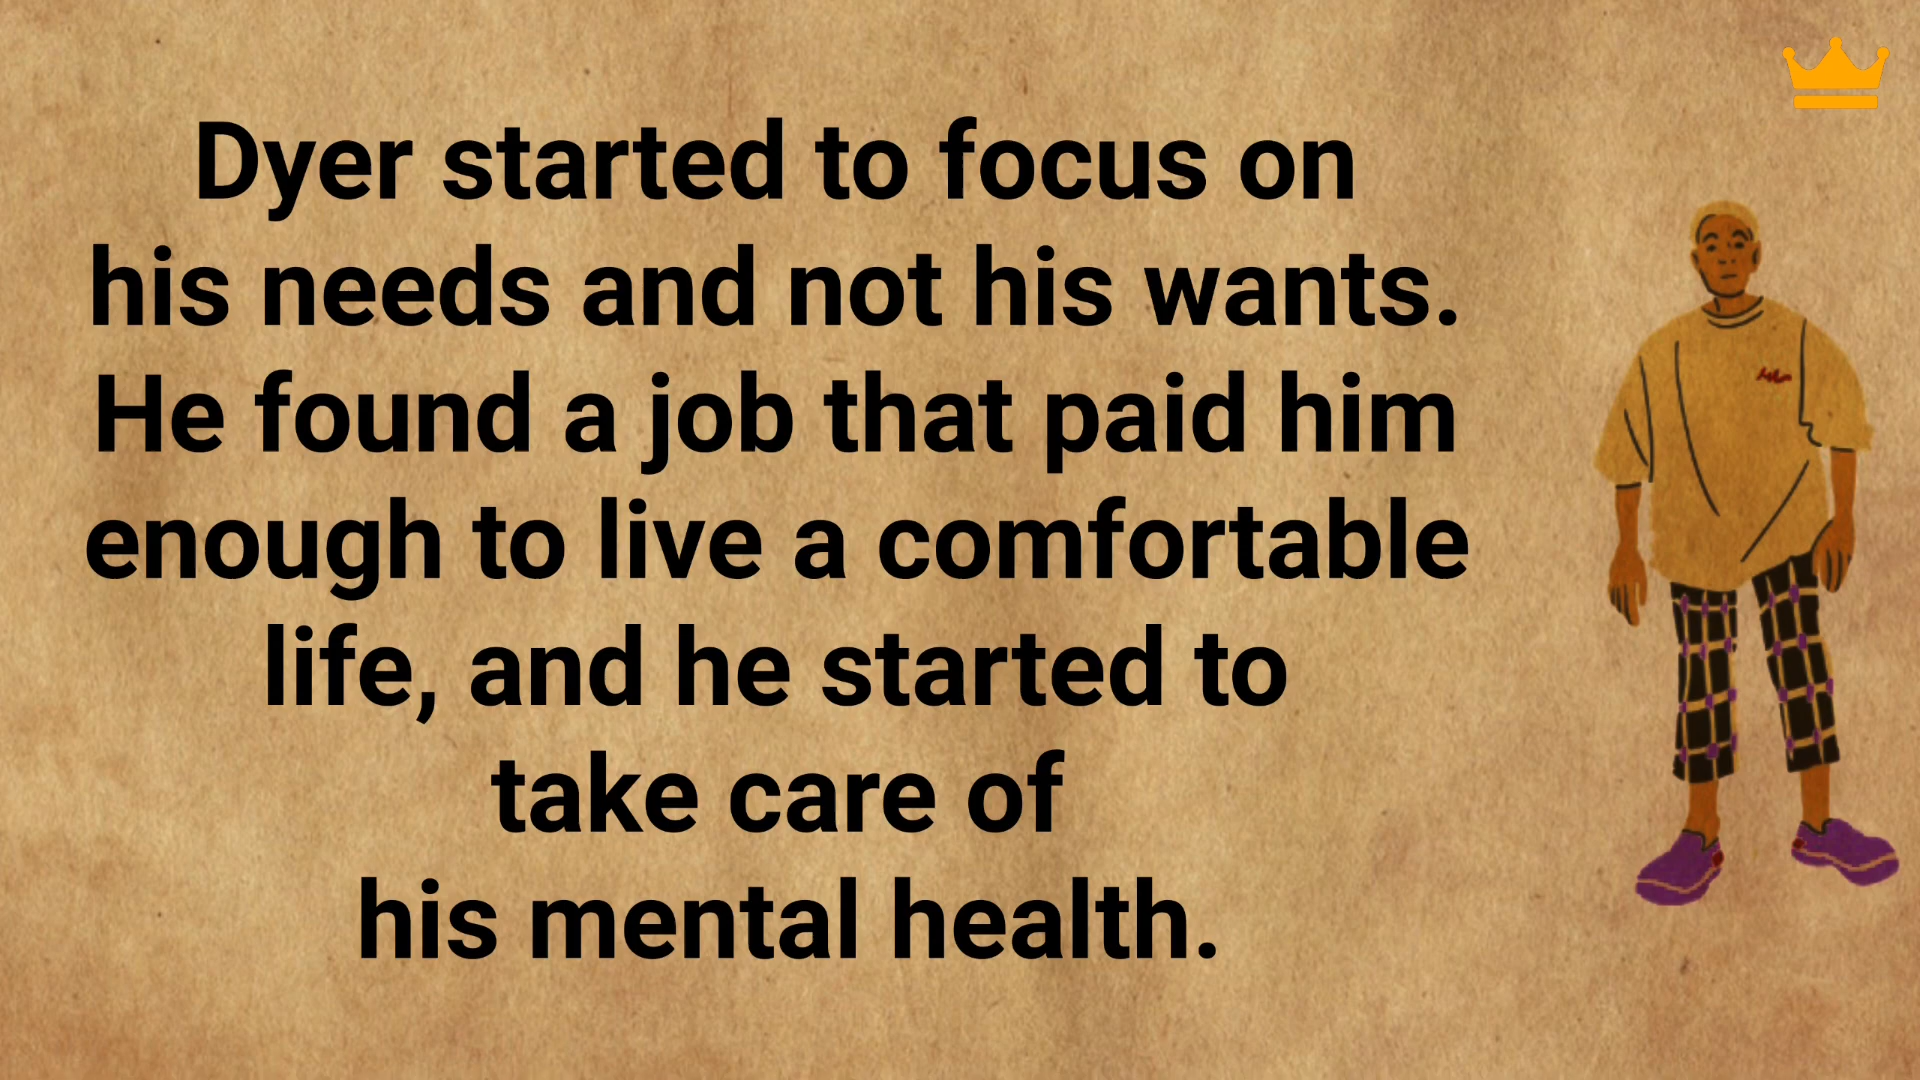 Dyer started to focus on
his needs and not his wants.
He found a job that paid him
enough to live a comfortable
life, and he started to
take care of
his mental health.